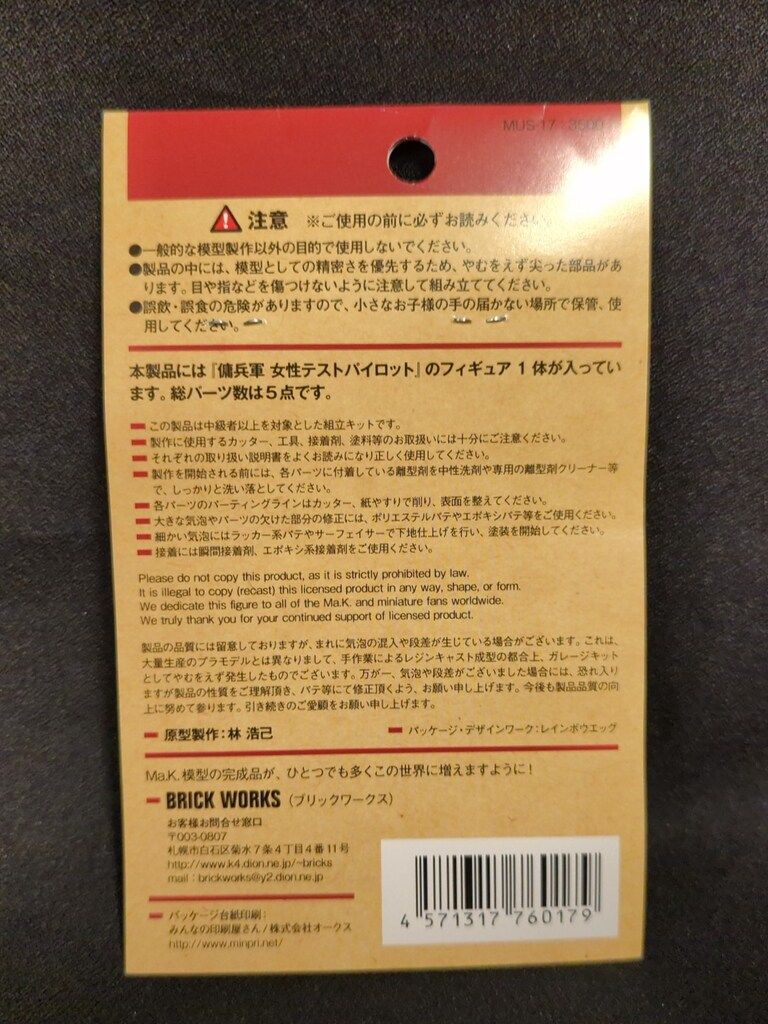 MUS-17 : 3500
注意 ※ご使用の前に必ずお読みください。
●一般的な模型製作以外の目的で使用しないでください。
●製品の中には、模型としての精密さを優先するため、やむをえず尖った部品があ
ります。目や指などを傷つけないように注意して組み立ててください。
●誤飲・誤食の危険がありますので、小さなお子様の手の届かない場所で保管、使
用してください。
本製品には『傭兵軍 女性テストパイロット』のフィギュア 1 体が入ってい
ます。総パーツ数は5点です。
この製品は中級者以上を対象とした組立キットです。
製作に使用するカッター、工具、接着剤、塗料等のお取扱いには十分にご注意ください。
それぞれの取り扱い説明書をよくお読みになり正しく使用してください。
製作を開始される前には、各パーツに付着している離型剤を中性洗剤や専用の離型剤クリーナー等
で、しっかりと洗い落としてください。
各パーツのパーティングラインはカッター、紙やすりで削り、表面を整えてください。
大きな気泡やパーツの欠けた部分の修正には、ポリエステルパテやエポキシパテ等をご使用ください。
細かい気泡にはラッカー系パテやサーフェイサーで下地仕上げを行い、塗装を開始してください。
接着には瞬間接着剤、エポキシ系接着剤をご使用ください。
Please do not copy this product, as it is strictly prohibited by law.
It is illegal to copy (recast) this licensed product in any way, shape, or form.
We dedicate this figure to all of the Ma.K. and miniature fans worldwide.
We truly thank you for your continued support of licensed product.
製品の品質には留意しておりますが、まれに気泡の混入や段差が生じている場合がございます。これは、
大量生産のプラモデルとは異なりまして、手作業によるレジンキャスト成型の都合上、ガレージキット
としてやむをえず発生したものでございます。万が一、気泡や段差がございました場合には、恐れ入り
ますが製品の性質をご理解頂き、パテ等にて修正頂くよう、お願い申し上げます。今後も製品品質の向
上に努めて参ります。引き続きのご愛顧をお願い申し上げます。
原型製作：林 浩己
パッケージ・デザインワーク：レインボウエッグ
Ma.K. 模型の完成品が、ひとつでも多くこの世界に増えますように！
BRICK WORKS（ブリックワークス）
お客様お問合せ窓口
〒003-0807
札幌市白石区菊水7条4丁目4番11号
http://www.k4.dion.ne.jp/~bricks
mail : brickworks@y2.dion.ne.jp
パッケージ台紙印刷：
みんなの印刷屋さん / 株式会社オークス
http://www.minpri.net/
4 571317 760179